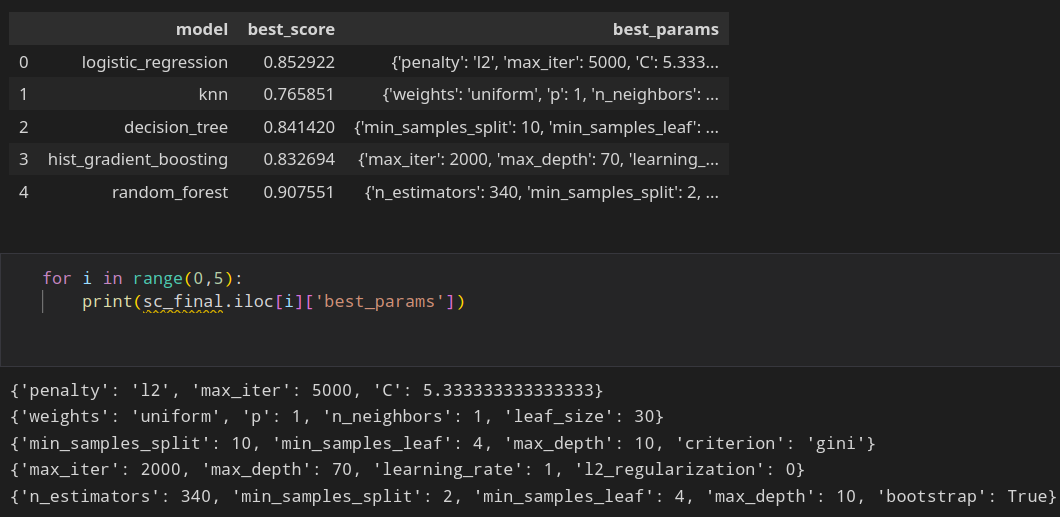 model best_score best_params
0 logistic_regression 0.852922 {'penalty': 'l2', 'max_iter': 5000, 'C': 5.333...
1 knn 0.765851 {'weights': 'uniform', 'p': 1, 'n_neighbors': ...
2 decision_tree 0.841420 {'min_samples_split': 10, 'min_samples_leaf': ...
3 hist_gradient_boosting 0.832694 {'max_iter': 2000, 'max_depth': 70, 'learning_...
4 random_forest 0.907551 {'n_estimators': 340, 'min_samples_split': 2, ...
for i in range(0,5):
    print(sc_final.iloc[i]['best_params'])
{'penalty': 'l2', 'max_iter': 5000, 'C': 5.333333333333333}
{'weights': 'uniform', 'p': 1, 'n_neighbors': 1, 'leaf_size': 30}
{'min_samples_split': 10, 'min_samples_leaf': 4, 'max_depth': 10, 'criterion': 'gini'}
{'max_iter': 2000, 'max_depth': 70, 'learning_rate': 1, 'l2_regularization': 0}
{'n_estimators': 340, 'min_samples_split': 2, 'min_samples_leaf': 4, 'max_depth': 10, 'bootstrap': True}